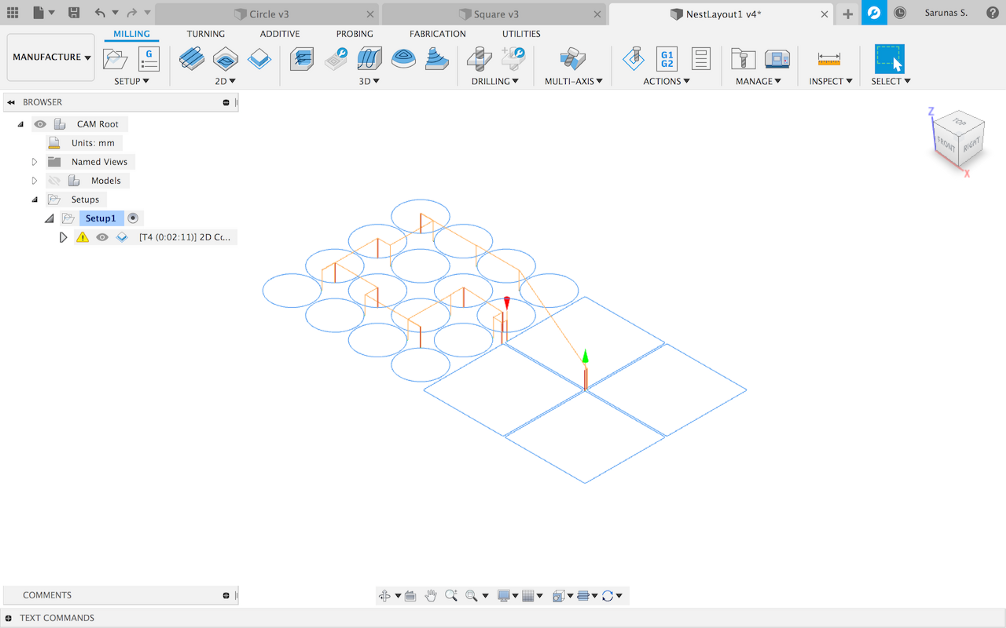 Circle v3
Square v3
NestLayout1 v4*
Sarunas S.
MANUFACTURE
MILLING
TURNING
ADDITIVE
PROBING
FABRICATION
UTILITIES
G
G1
G2
SETUP
2D
3D
DRILLING
MULTI-AXIS
ACTIONS
MANAGE
INSPECT
SELECT
BROWSER
CAM Root
Units: mm
Named Views
Models
Setups
Setup1
[T4 (0:02:11)] 2D Co...
Z
TOP
FRONT
RIGHT
X
COMMENTS
TEXT COMMANDS